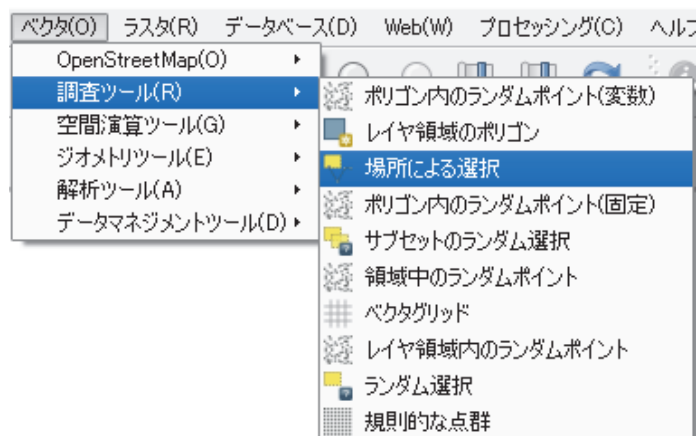 ベクタ(O) ラスタ(R) データベース(D) Web(W) プロセッシング(C) ヘルプ
OpenStreetMap(O)
調査ツール(R)
空間演算ツール(G)
ジオメトリツール(E)
解析ツール(A)
データマネジメントツール(D)
ポリゴン内のランダムポイント(変数)
レイヤ領域のポリゴン
場所による選択
ポリゴン内のランダムポイント(固定)
サブセットのランダム選択
領域中のランダムポイント
ベクタグリッド
レイヤ領域内のランダムポイント
ランダム選択
規則的な点群